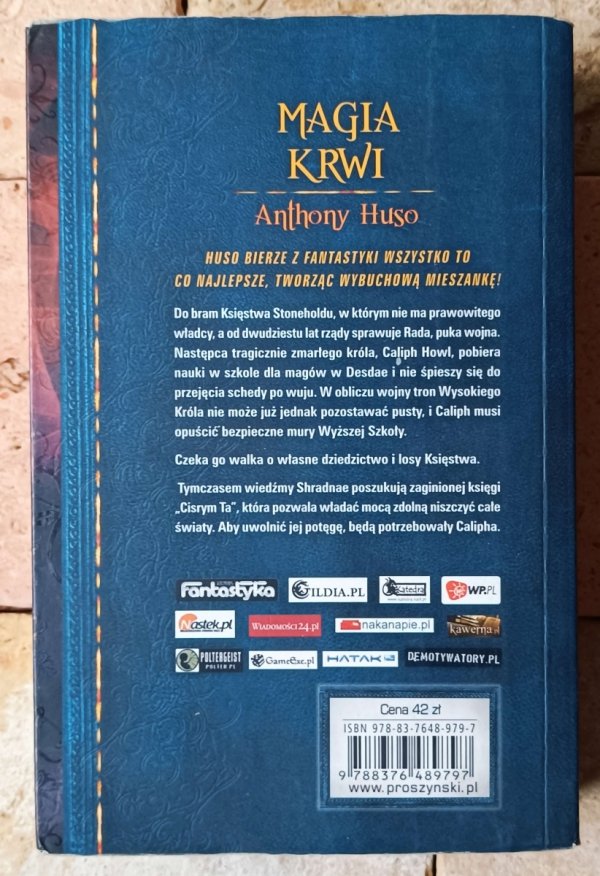 MAGIA
KRWI
Anthony Huso
HUSO BIERZE Z FANTASTYKI WSZYSTKO TO
CO NAJLEPSZE, TWORZĄC WYBUCHOWĄ MIESZANKĘ!
Do bram Księstwa Stoneholdu, w którym nie ma prawowitego
władcy, a od dwudziestu lat rządy sprawuje Rada, puka wojna.
Następca tragicznie zmarłego króla, Caliph Howl, pobiera
nauki w szkole dla magów w Desdae i nie śpieszy się do
przejęcia schedy po wuju. W obliczu wojny tron Wysokiego
Króla nie może już jednak pozostawać pusty, i Caliph musi
opuścić bezpieczne mury Wyższej Szkoły.
Czeka go walka o własne dziedzictwo i losy Księstwa.
Tymczasem wiedźmy Shradnae poszukują zaginionej księgi
„Cisrym Ta”, która pozwala władać mocą zdolną niszczyć całe
światy. Aby uwolnić jej potęgę, będą potrzebowały Calipha.
Fantastyka GILDIA.PL Katedra WP.PL
Nastek.pl WIADOMOŚCI24.pl nakanapie.pl kawerna.pl
POLTERGEIST POLTER.PL GameExe.pl HATAK DEMOTYWATORY.PL
Cena 42 zł
ISBN 978-83-7648-979-7
9 788376 489797
www.proszynski.pl